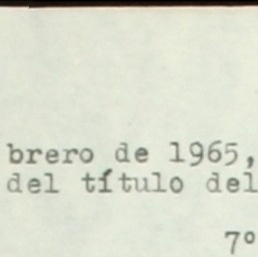 brero de 1965,
del título del
7º